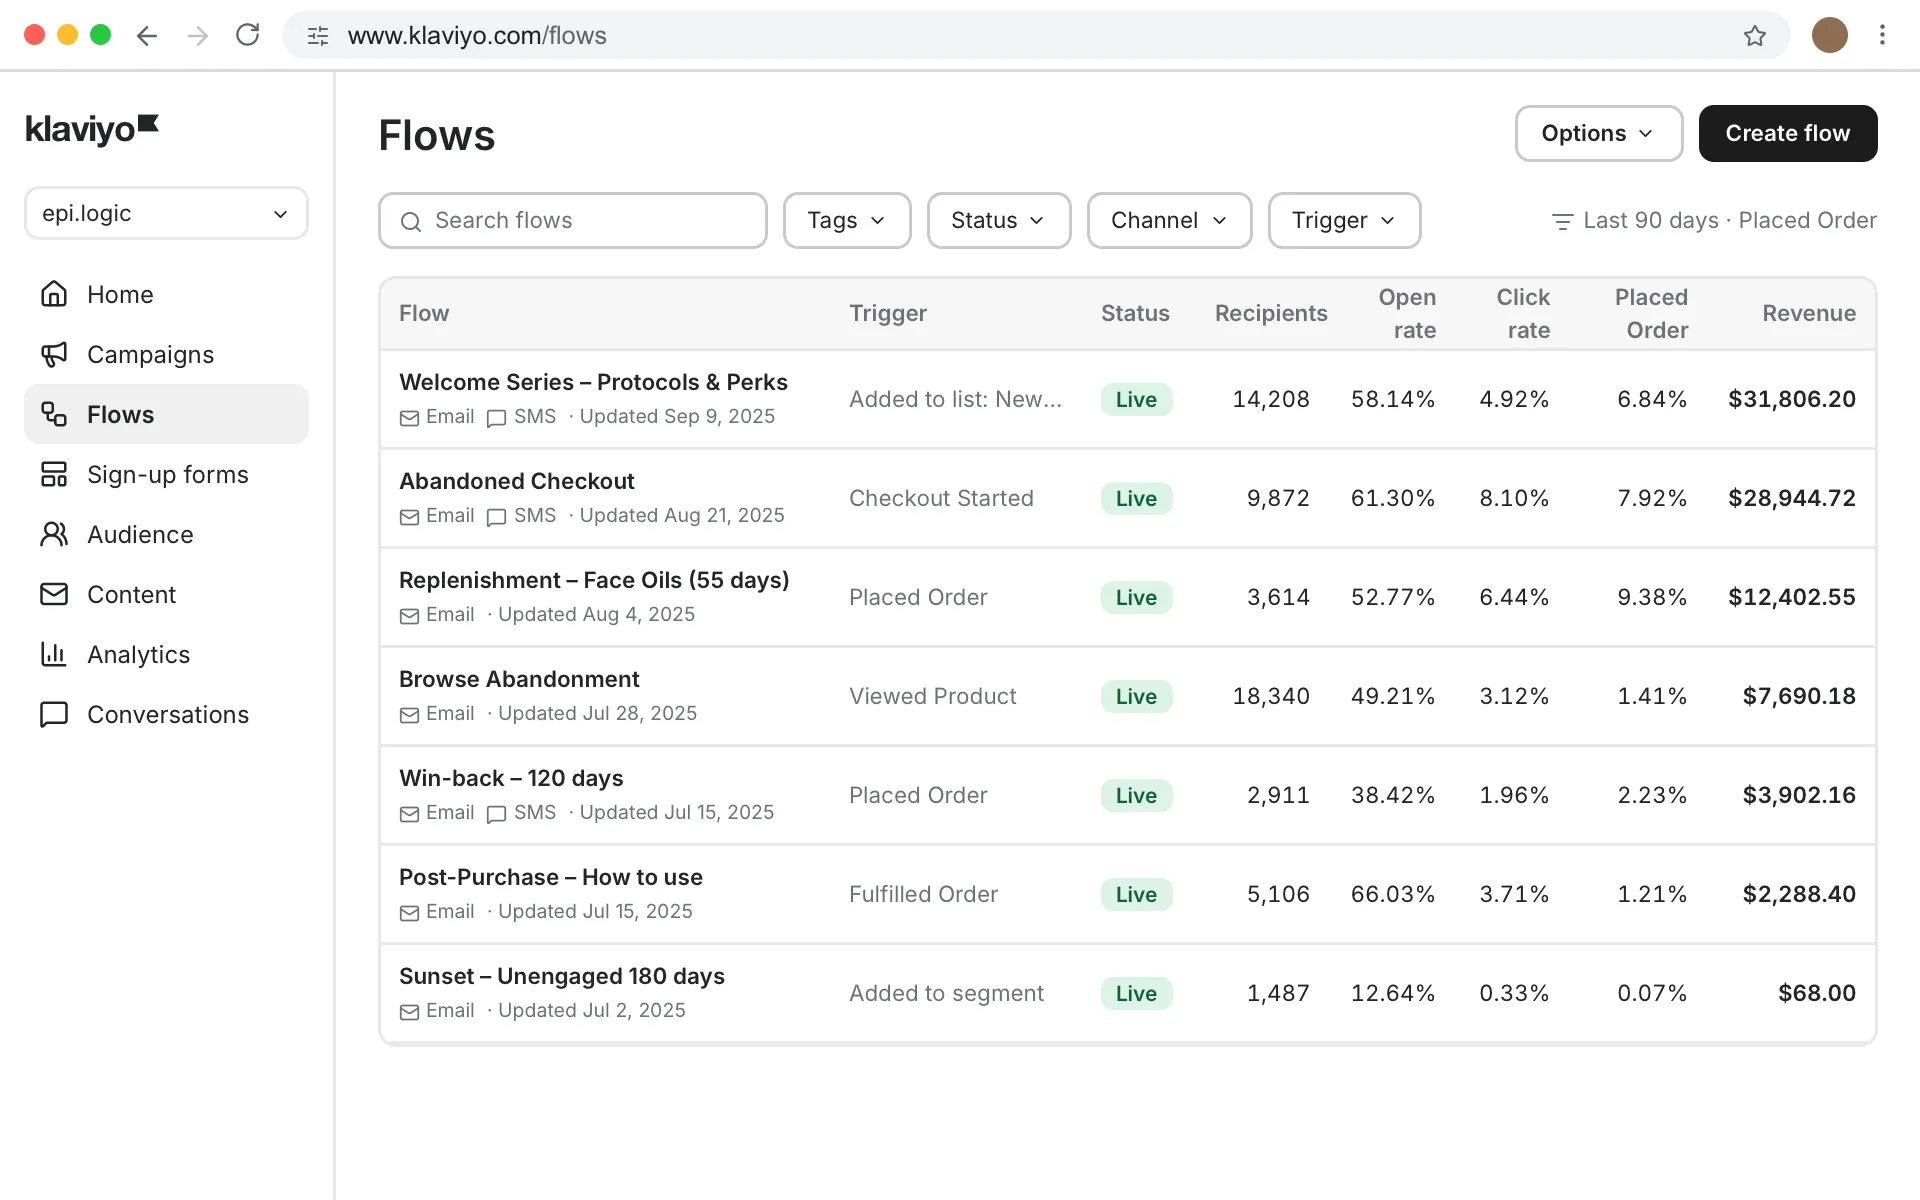 www.klaviyo.com/flows
klaviyo
epi.logic
Home
Campaigns
Flows
Sign-up forms
Audience
Content
Analytics
Conversations
Flows
Options
Create flow
Search flows
Tags
Status
Channel
Trigger
Last 90 days · Placed Order
Flow Trigger Status Recipients Open rate Click rate Placed Order Revenue
Welcome Series – Protocols & Perks
Email SMS · Updated Sep 9, 2025
Added to list: New... Live 14,208 58.14% 4.92% 6.84% $31,806.20
Abandoned Checkout
Email SMS · Updated Aug 21, 2025
Checkout Started Live 9,872 61.30% 8.10% 7.92% $28,944.72
Replenishment – Face Oils (55 days)
Email · Updated Aug 4, 2025
Placed Order Live 3,614 52.77% 6.44% 9.38% $12,402.55
Browse Abandonment
Email · Updated Jul 28, 2025
Viewed Product Live 18,340 49.21% 3.12% 1.41% $7,690.18
Win-back – 120 days
Email SMS · Updated Jul 15, 2025
Placed Order Live 2,911 38.42% 1.96% 2.23% $3,902.16
Post-Purchase – How to use
Email · Updated Jul 15, 2025
Fulfilled Order Live 5,106 66.03% 3.71% 1.21% $2,288.40
Sunset – Unengaged 180 days
Email · Updated Jul 2, 2025
Added to segment Live 1,487 12.64% 0.33% 0.07% $68.00